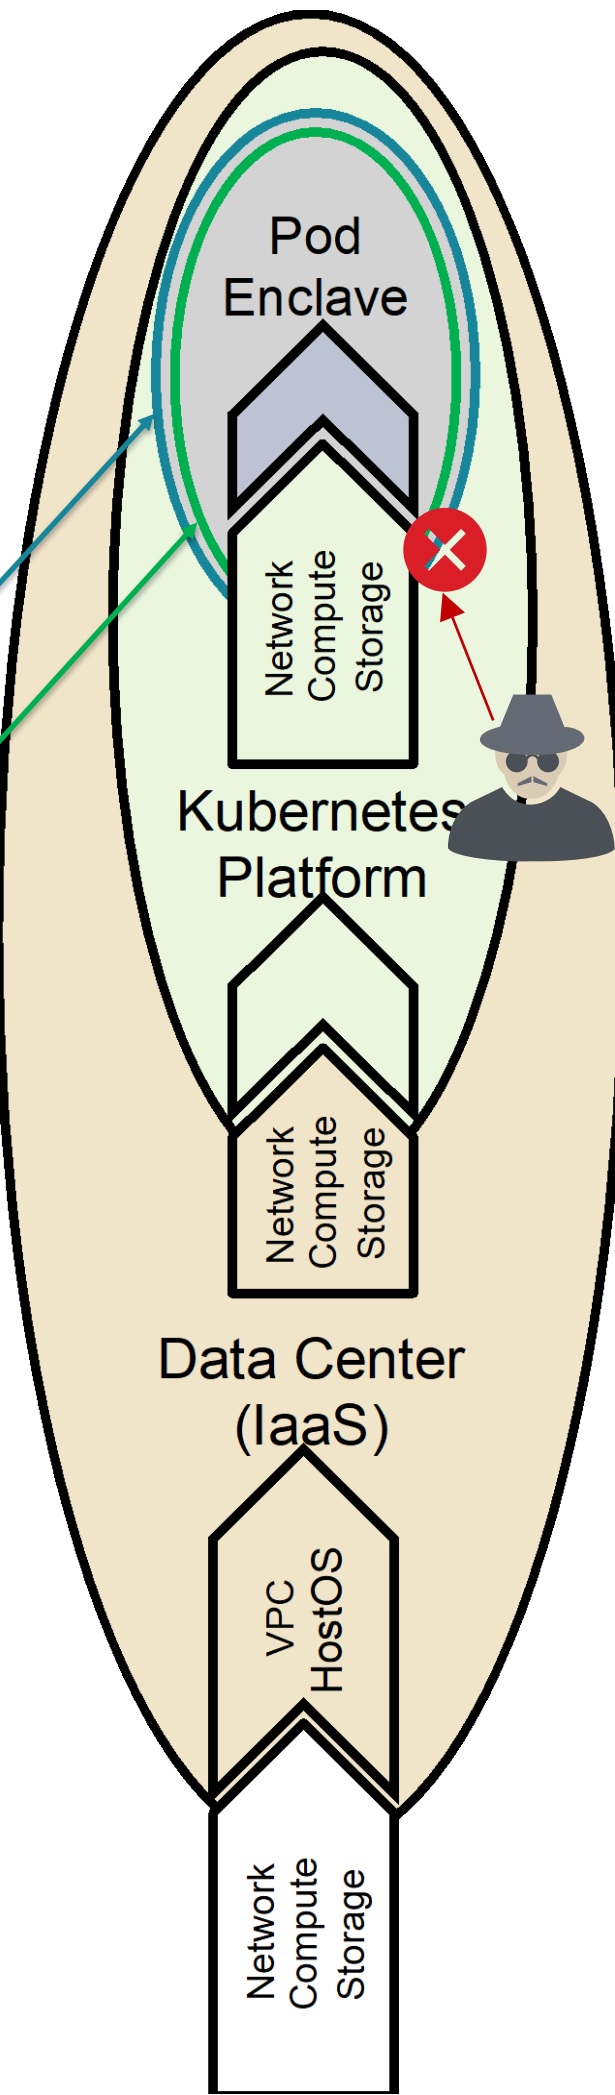 Pod
Enclave
Network
Compute
Storage
Kubernetes
Platform
Network
Compute
Storage
Data Center
(IaaS)
VPC
HostOS
Network
Compute
Storage